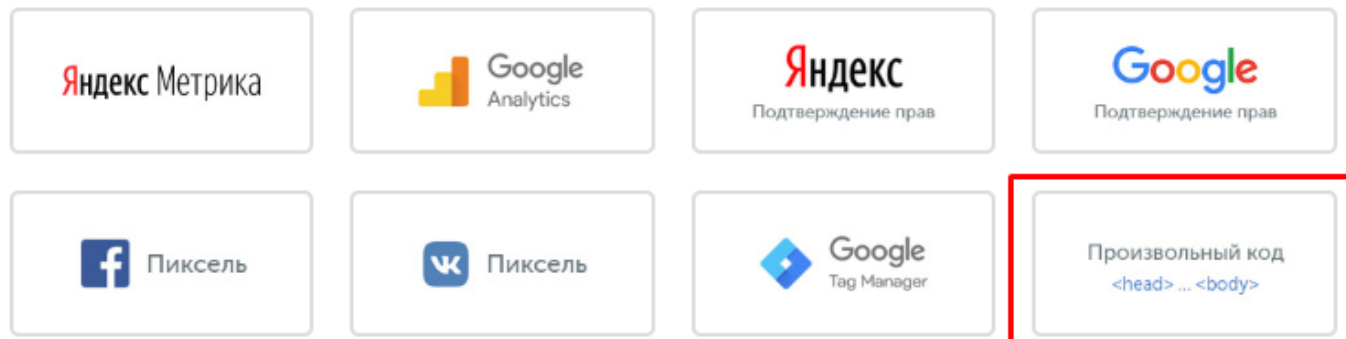 Яндекс Метрика
Google
Analytics
Яндекс
Подтверждение прав
Google
Подтверждение прав
Пиксель
Пиксель
Google
Tag Manager
Произвольный код
<head> ... <body>